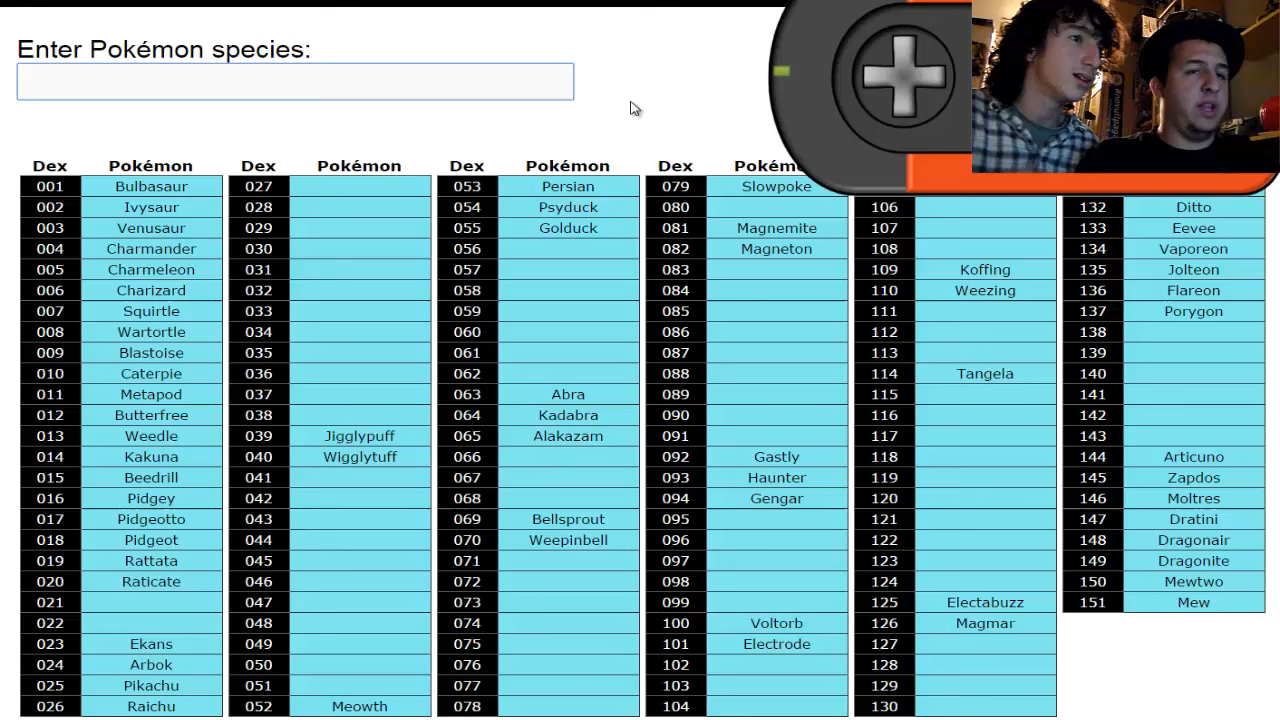 Enter Pokémon species:
Dex Pokémon Dex Pokémon Dex Pokémon Dex
001 Bulbasaur 027 053 Persian 079 Slowpoke
002 Ivysaur 028 054 Psyduck 080 106 132 Ditto
003 Venusaur 029 055 Golduck 081 Magnemite 107 133 Eevee
004 Charmander 030 056 082 Magneton 108 134 Vaporeon
005 Charmeleon 031 057 083 109 Koffing 135 Jolteon
006 Charizard 032 058 084 110 Weezing 136 Flareon
007 Squirtle 033 059 085 111 137 Porygon
008 Wartortle 034 060 086 112 138
009 Blastoise 035 061 087 113 139
010 Caterpie 036 062 088 114 Tangela 140
011 Metapod 037 063 Abra 089 115 141
012 Butterfree 038 064 Kadabra 090 116 142
013 Weedle 039 Jigglypuff 065 Alakazam 091 117 143
014 Kakuna 040 Wigglytuff 066 092 Gastly 118 144 Articuno
015 Beedrill 041 067 093 Haunter 119 145 Zapdos
016 Pidgey 042 068 094 Gengar 120 146 Moltres
017 Pidgeotto 043 069 Bellsprout 095 121 147 Dratini
018 Pidgeot 044 070 Weepinbell 096 122 148 Dragonair
019 Rattata 045 071 097 123 149 Dragonite
020 Raticate 046 072 098 124 150 Mewtwo
021 047 073 099 125 Electabuzz 151 Mew
022 048 074 100 Voltorb 126 Magmar
023 Ekans 049 075 101 Electrode 127
024 Arbok 050 076 102 128
025 Pikachu 051 077 103 129
026 Raichu 052 Meowth 078 104 130